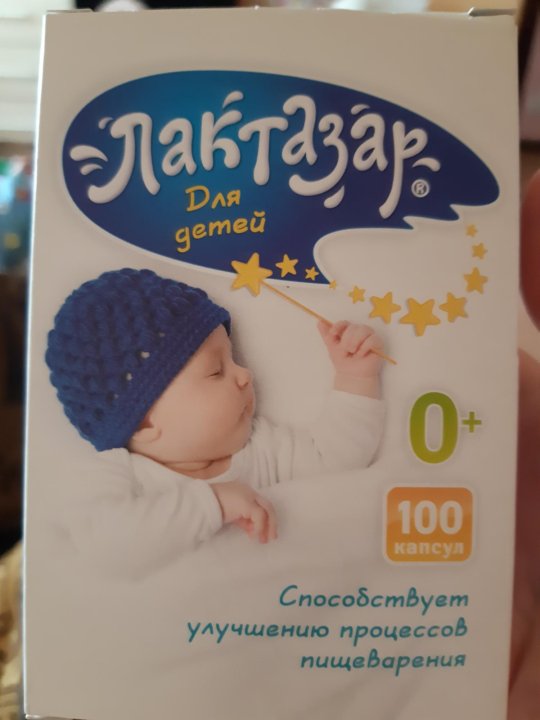 Лактазар®
Для
детей
0+
100
капсул
Способствует
улучшению процессов
пищеварения